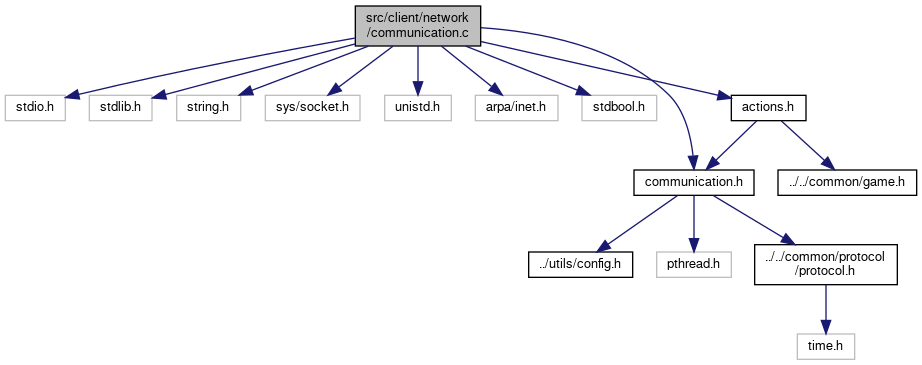 src/client/network
/communication.c
stdio.h
stdlib.h
string.h
sys/socket.h
unistd.h
arpa/inet.h
stdbool.h
actions.h
communication.h
../../common/game.h
../utils/config.h
pthread.h
../../common/protocol
/protocol.h
time.h